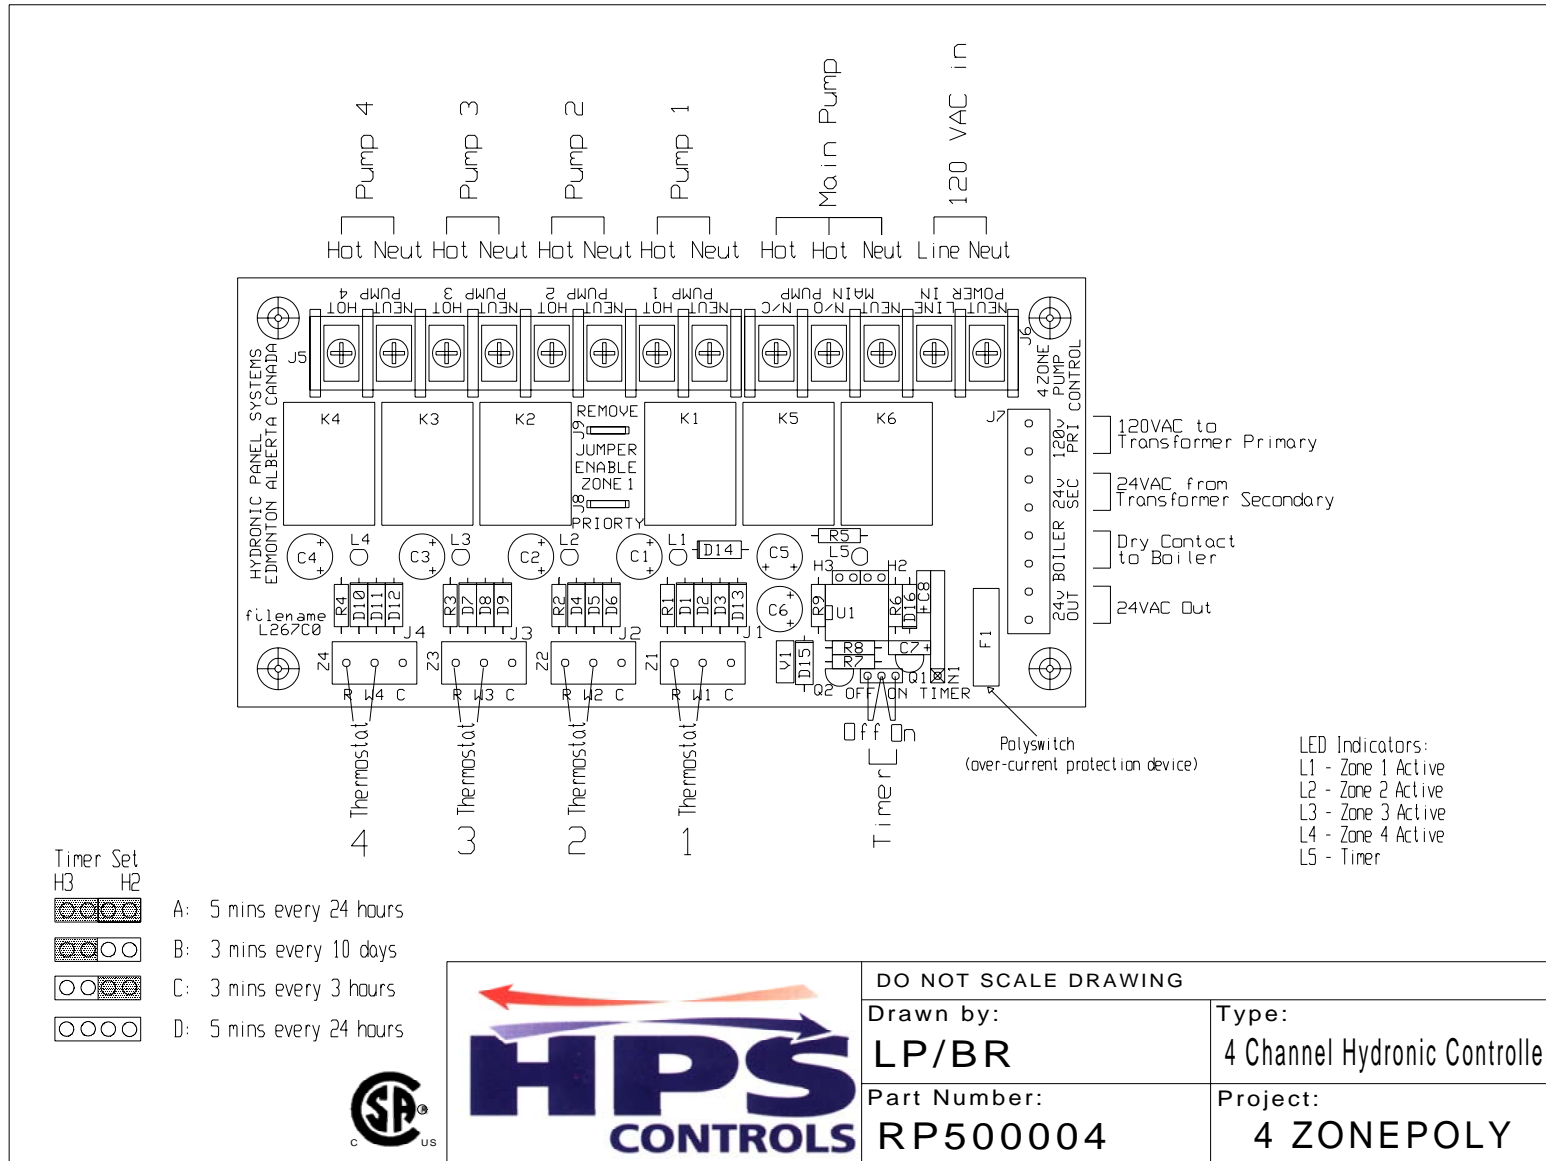 Pump 4
Pump 3
Pump 2
Pump 1
Main Pump
120 VAC in
Hot Neut Hot Neut Hot Neut Hot Neut Hot Hot Neut Line Neut
PUMP 4 PUMP 3 PUMP 2 PUMP 1 MAIN PUMP POWER IN
HOT NEUT HOT NEUT HOT NEUT HOT NEUT N/C N/O NEUT LINE NEUT
J5
J6
HYDRONIC PANEL SYSTEMS
EDMONTON ALBERTA CANADA
4 ZONE
PUMP
CONTROL
K4 K3 K2 K1 K5 K6
REMOVE
J9
JUMPER
ENABLE
ZONE 1
J8
PRIORTY
J7
120v
PRI
24v
SEC
BOILER
24v
OUT
120VAC to
Transformer Primary
24VAC from
Transformer Secondary
Dry Contact
to Boiler
24VAC Out
L4 L3 L2 L1 D14 R5 L5
C4 C3 C2 C1 C5
H3 H2
R4 D10 D11 D12
R3 D7 D8 D9
R2 D4 D5 D6
R1 D1 D2 D3 D13
C6 R9 U1 R6 D16 +C8
filename
L267C0
J4 J3 J2 J1
Z4 Z3 Z2 Z1
R W4 C
R W3 C
R W2 C
R W1 C
V1 D15
R8 C7+
R7
Q2 Q1 N1
F1
OFF ON TIMER
Off On
Timer
Thermostat
4
Thermostat
3
Thermostat
2
Thermostat
1
Polyswitch
(over-current protection device)
LED Indicators:
L1 - Zone 1 Active
L2 - Zone 2 Active
L3 - Zone 3 Active
L4 - Zone 4 Active
L5 - Timer
Timer Set
H3 H2
A: 5 mins every 24 hours
B: 3 mins every 10 days
C: 3 mins every 3 hours
D: 5 mins every 24 hours
SA
C US
HPS
CONTROLS
DO NOT SCALE DRAWING
Drawn by:
LP/BR
Type:
4 Channel Hydronic Controlle
Part Number:
RP500004
Project:
4 ZONEPOLY